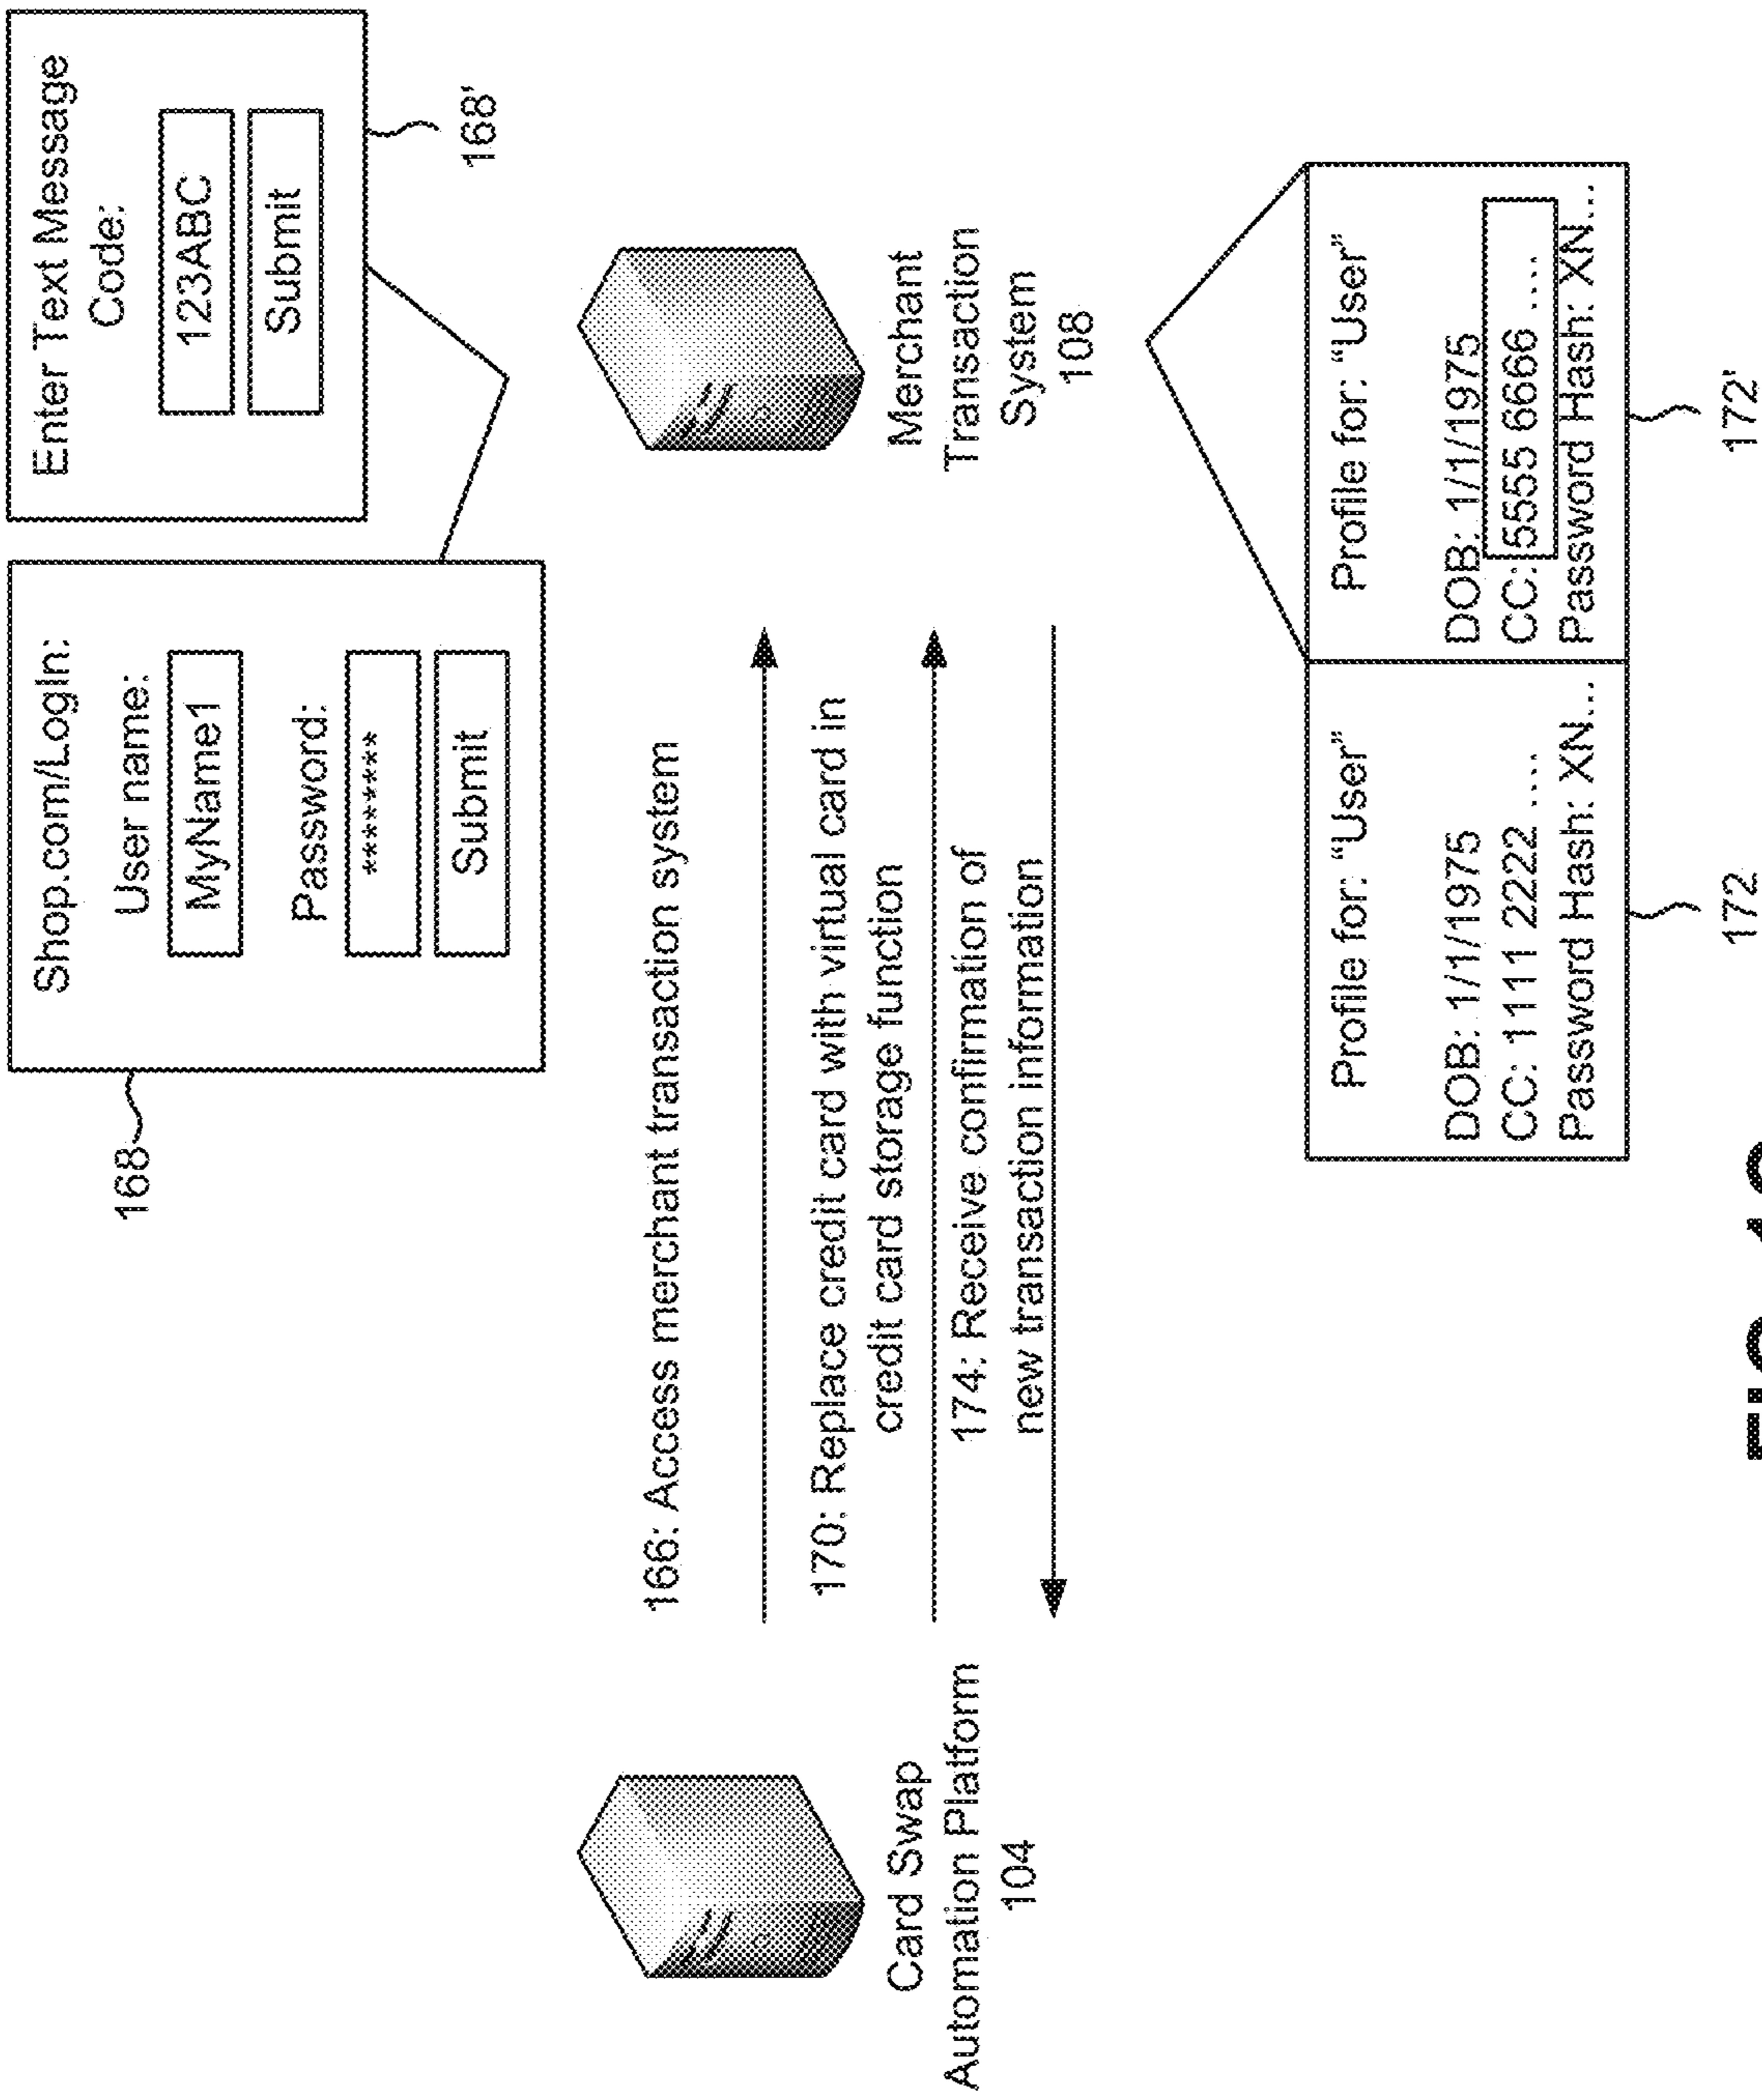 Shop.com/Login:
User name:
MyName1
Password:
********
Submit
168
Enter Text Message
Code:
123ABC
Submit
168'
166: Access merchant transaction system
170: Replace credit card with virtual card in
credit card storage function
174: Receive confirmation of
new transaction information
Card Swap
Automation Platform
104
Merchant
Transaction
System
108
Profile for: “User”
DOB: 1/1/1975
CC: 1111 2222 ....
Password Hash: XN...
172
Profile for: “User”
DOB: 1/1/1975
CC: 5555 6666 ....
Password Hash: XN...
172'